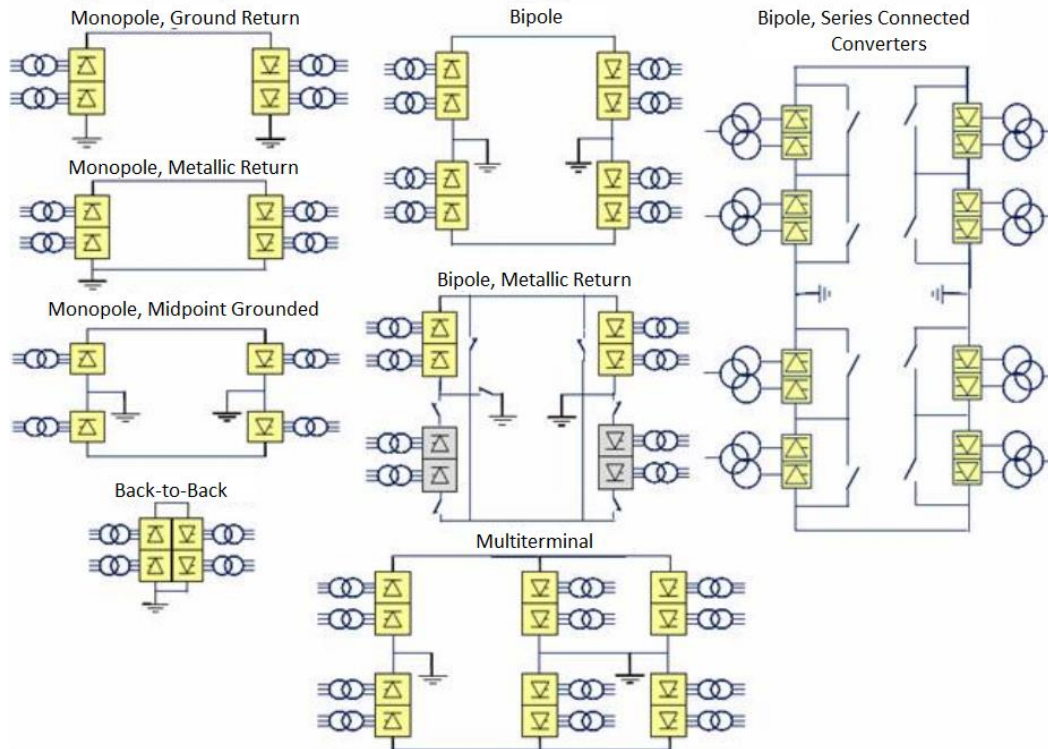 Monopole, Ground Return
Bipole
Bipole, Series Connected
Converters
Monopole, Metallic Return
Monopole, Midpoint Grounded
Bipole, Metallic Return
Back-to-Back
Multiterminal